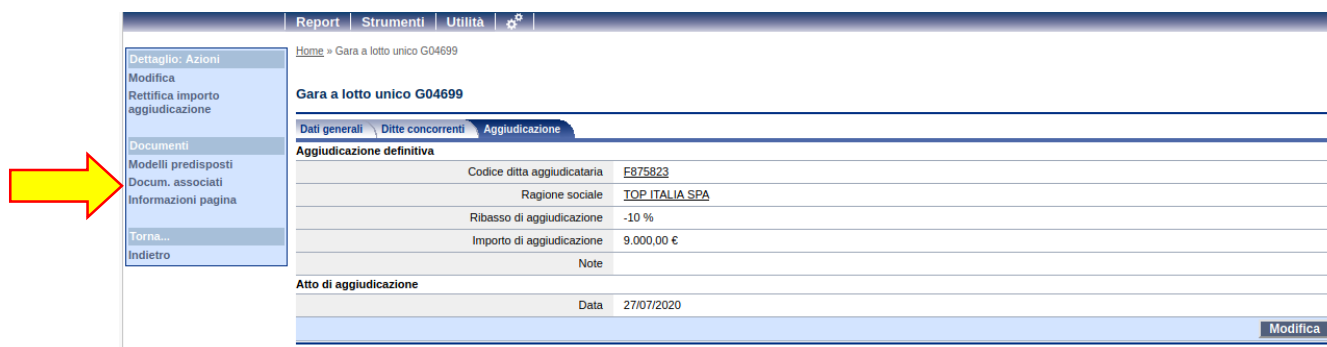 Report Strumenti Utilità
Home » Gara a lotto unico G04699
Dettaglio: Azioni
Modifica
Rettifica importo
aggiudicazione
Documenti
Modelli predisposti
Docum. associati
Informazioni pagina
Torna...
Indietro
Gara a lotto unico G04699
Dati generali Ditte concorrenti Aggiudicazione
Aggiudicazione definitiva
Codice ditta aggiudicataria F875823
Ragione sociale TOP ITALIA SPA
Ribasso di aggiudicazione -10 %
Importo di aggiudicazione 9.000,00 €
Note
Atto di aggiudicazione
Data 27/07/2020
Modifica